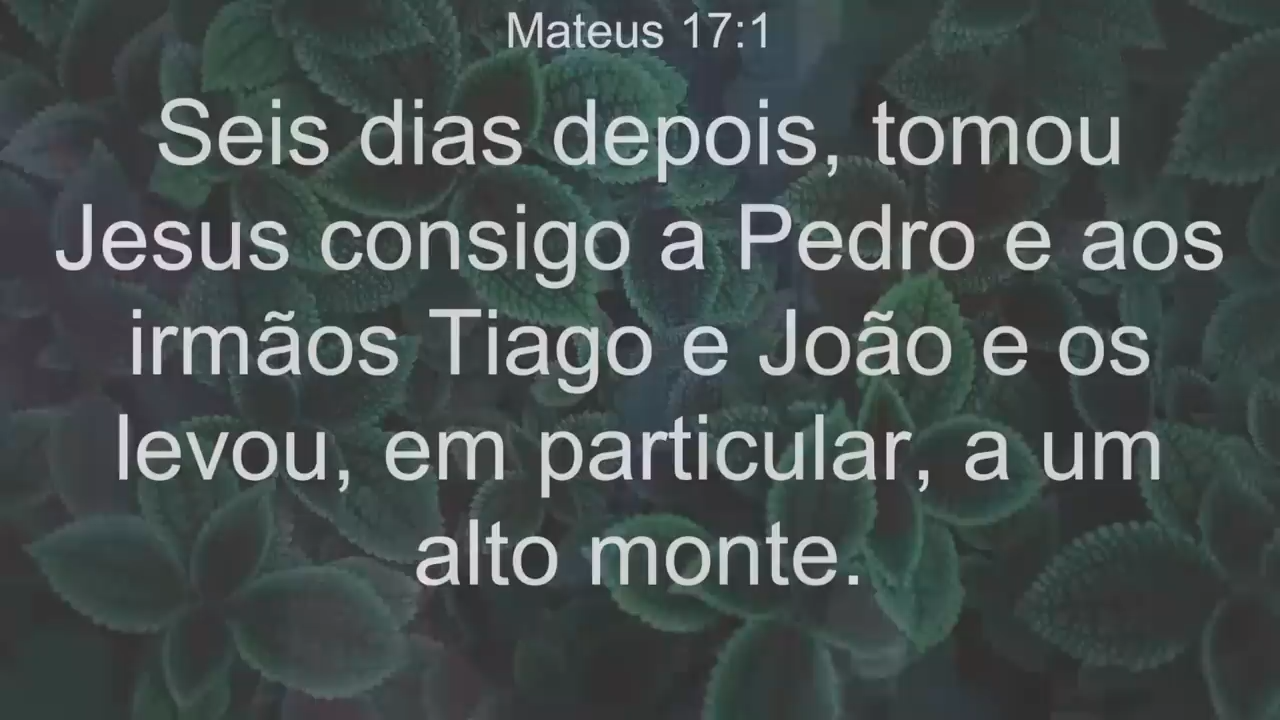 Mateus 17:1
Seis dias depois, tomou
Jesus consigo a Pedro e aos
irmãos Tiago e João e os
levou, em particular, a um
alto monte.